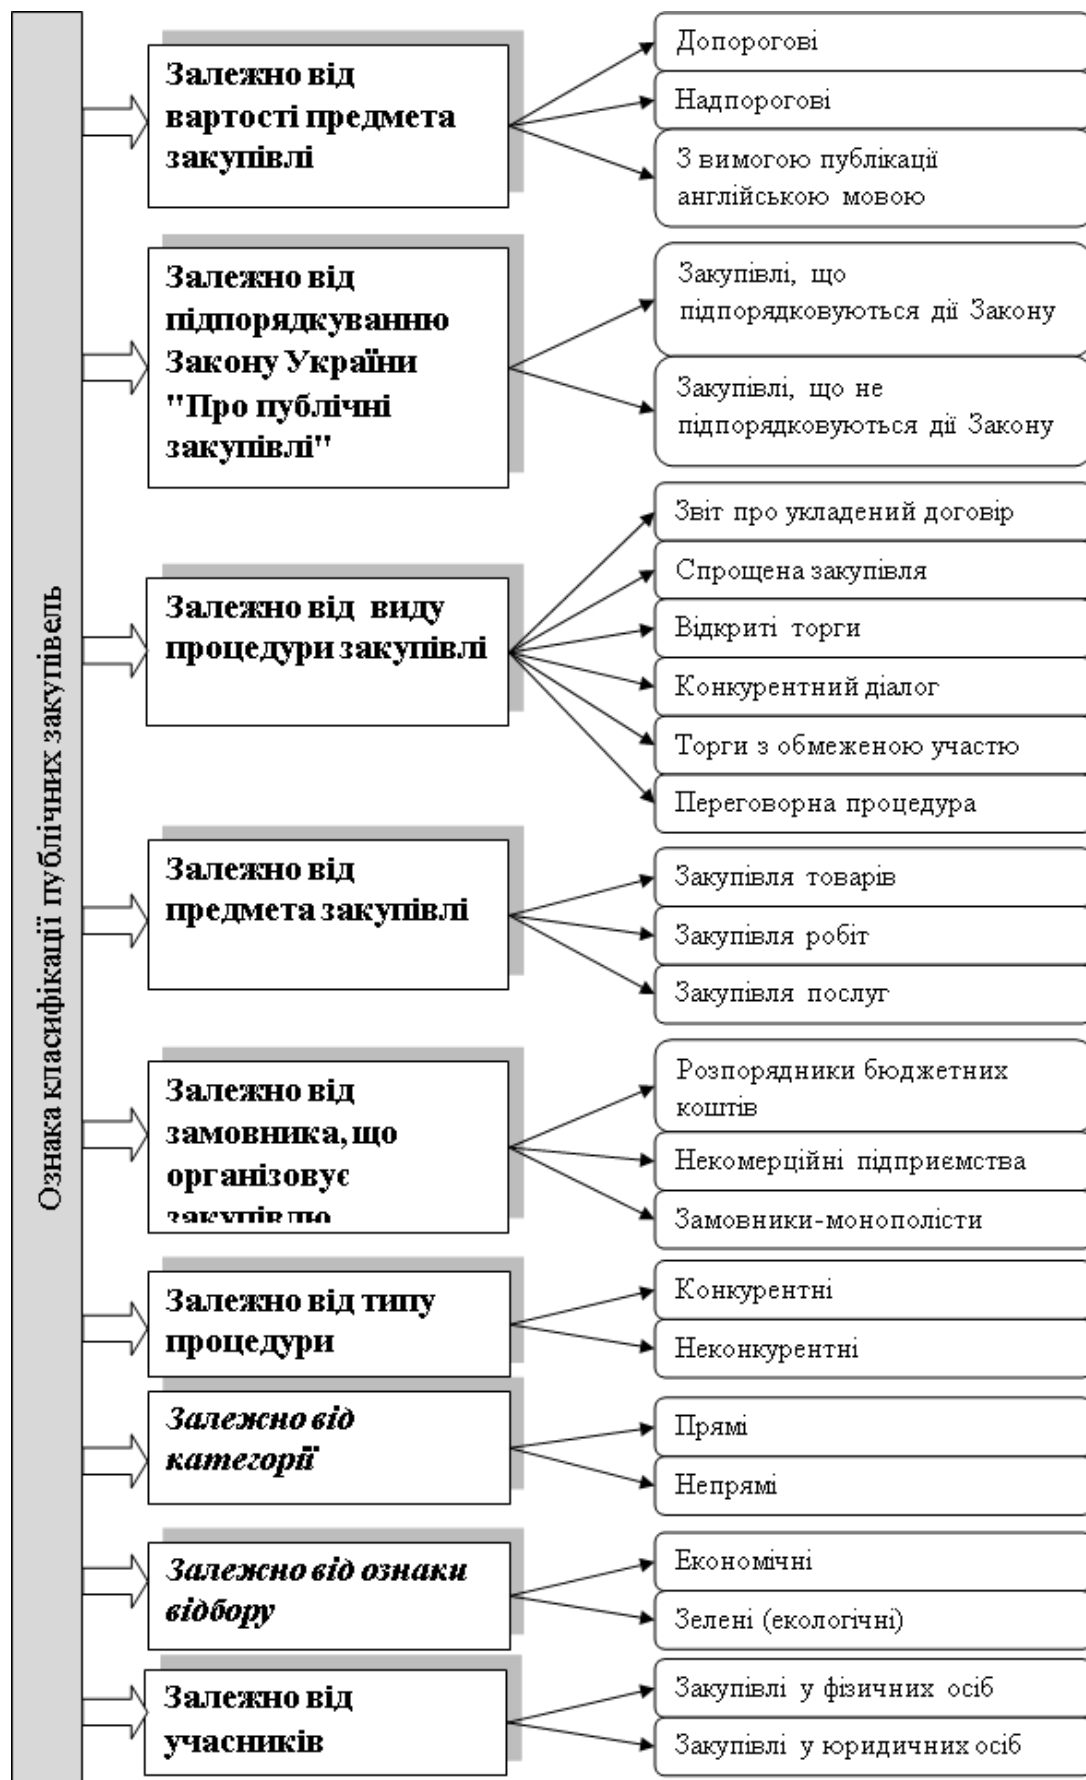 Ознака класифікації публічних закупівель
Залежно від
вартості предмета
закупівлі
Допорогові
Надпорогові
З вимогою публікації
англійською мовою
Залежно від
підпорядкуванню
Закону України
"Про публічні
закупівлі"
Закупівлі, що
підпорядковуються дії Закону
Закупівлі, що не
підпорядковуються дії Закону
Залежно від виду
процедури закупівлі
Звіт про укладений договір
Спрощена закупівля
Відкриті торги
Конкурентний діалог
Торги з обмеженою участю
Переговорна процедура
Залежно від
предмета закупівлі
Закупівля товарів
Закупівля робіт
Закупівля послуг
Залежно від
замовника, що
організовує
закупівлю
Розпорядники бюджетних
коштів
Некомерційні підприємства
Замовники-монополісти
Залежно від типу
процедури
Конкурентні
Неконкурентні
Залежно від
категорії
Прямі
Непрямі
Залежно від ознаки
відбору
Економічні
Зелені (екологічні)
Залежно від
учасників
Закупівлі у фізичних осіб
Закупівлі у юридичних осіб